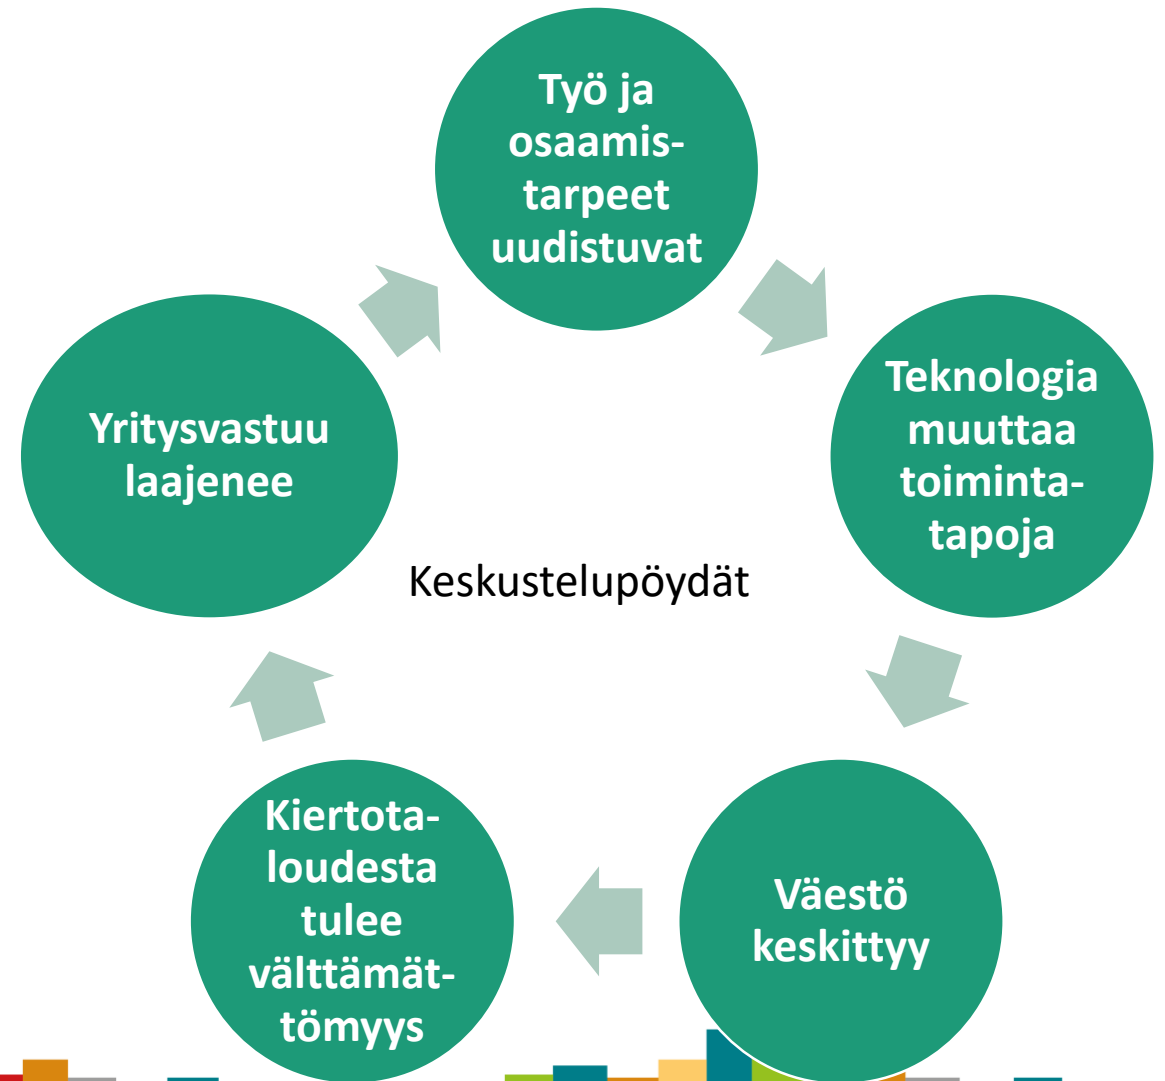 Työ ja
osaamis-
tarpeet
uudistuvat
Teknologia
muuttaa
toiminta-
tapoja
Väestö
keskittyy
Kiertota-
loudesta
tulee
välttämät-
tömyys
Yritysvastuu
laajenee
Keskustelupöydät